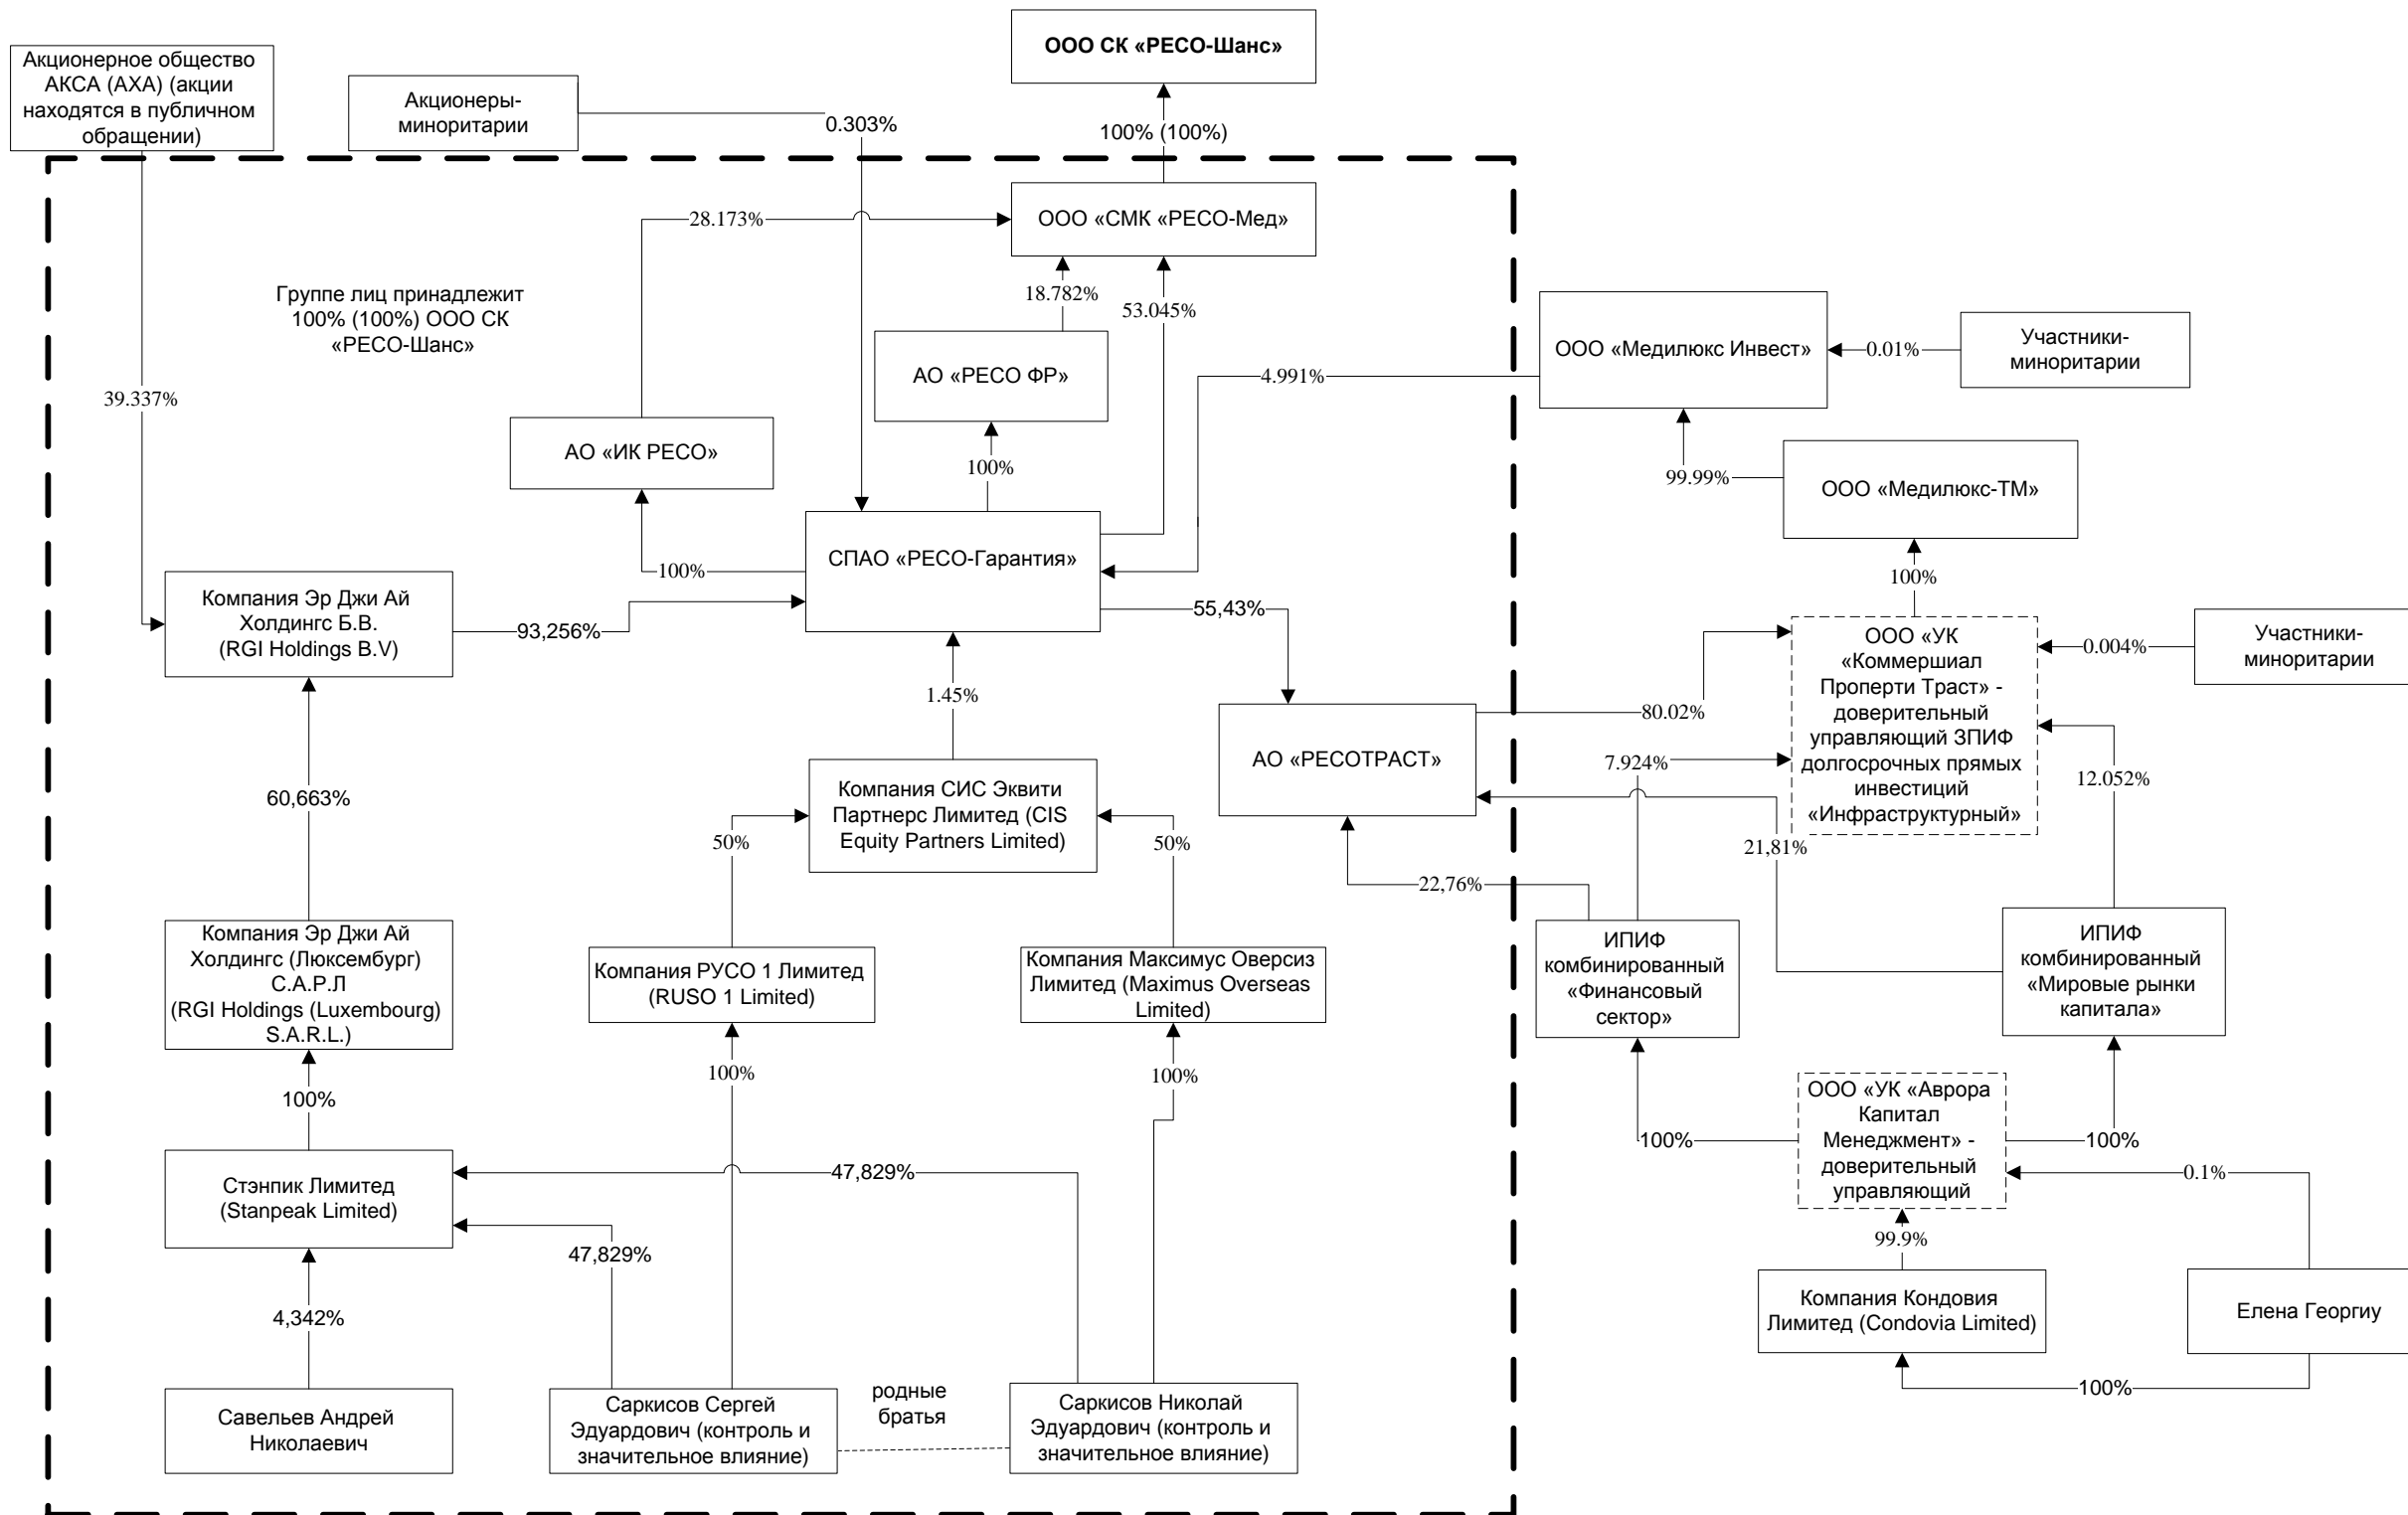 ООО СК «РЕСО-Шанс»
Акционерное общество
АКСА (AXA) (акции
находятся в публичном
обращении)
Акционеры-
миноритарии
0.303%
100% (100%)
28.173%
ООО «СМК «РЕСО-Мед»
Группе лиц принадлежит
100% (100%) ООО СК
«РЕСО-Шанс»
18.782%
53.045%
ООО «Медилюкс Инвест»
0.01%
Участники-
миноритарии
39.337%
АО «РЕСО ФР»
4.991%
АО «ИК РЕСО»
100%
99.99%
ООО «Медилюкс-ТМ»
СПАО «РЕСО-Гарантия»
100%
100%
Компания Эр Джи Ай
Холдингс Б.В.
(RGI Holdings B.V)
93,256%
55,43%
ООО «УК
«Коммершиал
Проперти Траст» -
доверительный
управляющий ЗПИФ
долгосрочных прямых
инвестиций
«Инфраструктурный»
0.004%
Участники-
миноритарии
1.45%
80.02%
АО «РЕСОТРАСТ»
7.924%
12.052%
60,663%
Компания СИС Эквити
Партнерс Лимитед (CIS
Equity Partners Limited)
50%
50%
21,81%
22,76%
Компания Эр Джи Ай
Холдингс (Люксембург)
С.А.Р.Л
(RGI Holdings (Luxembourg)
S.A.R.L.)
Компания РУСО 1 Лимитед
(RUSO 1 Limited)
Компания Максимус Оверсиз
Лимитед (Maximus Overseas
Limited)
ИПИФ
комбинированный
«Финансовый
сектор»
ИПИФ
комбинированный
«Мировые рынки
капитала»
100%
100%
100%
ООО «УК «Аврора
Капитал
Менеджмент» -
доверительный
управляющий
100%
100%
Стэнпик Лимитед
(Stanpeak Limited)
47,829%
0.1%
47,829%
99.9%
4,342%
Компания Кондовия
Лимитед (Condovia Limited)
Елена Георгиу
100%
Савельев Андрей
Николаевич
Саркисов Сергей
Эдуардович (контроль и
значительное влияние)
родные
братья
Саркисов Николай
Эдуардович (контроль и
значительное влияние)